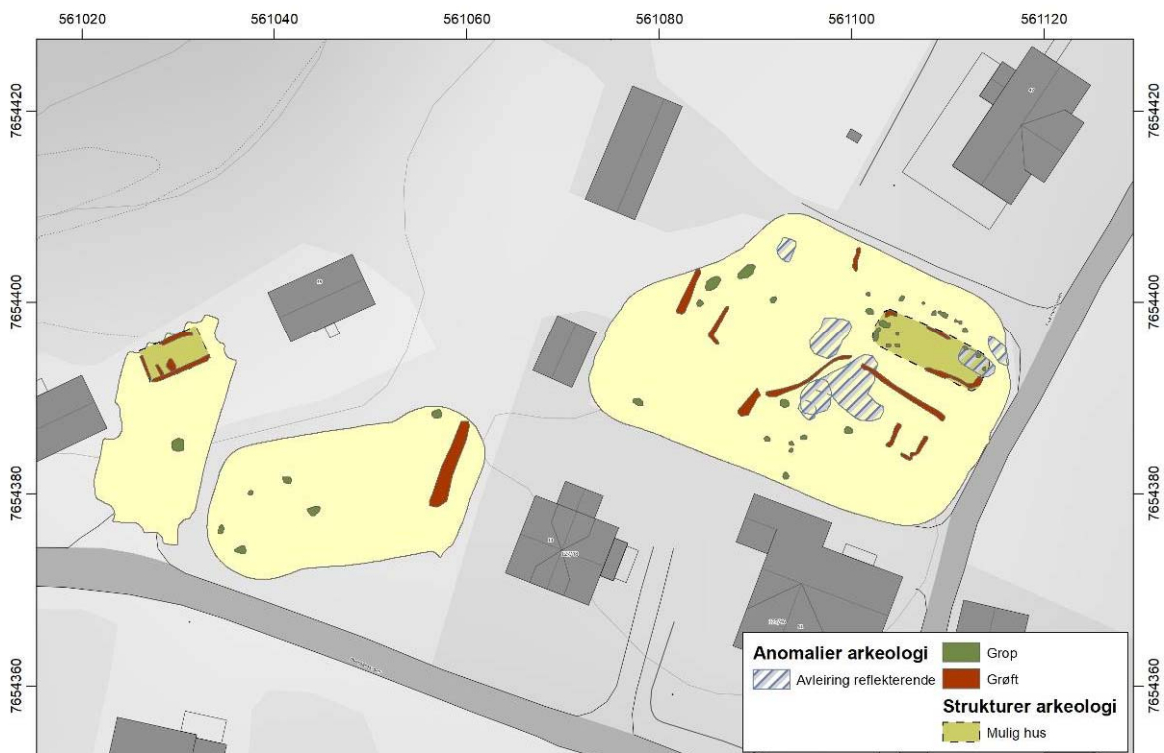 561020 561040 561060 561080 561100 561120
7654420 7654420
7654400 7654400
7654380 7654380
7654360 7654360
Anomalier arkeologi
Avleiring reflekterende
Grop
Grøft
Strukturer arkeologi
Mulig hus